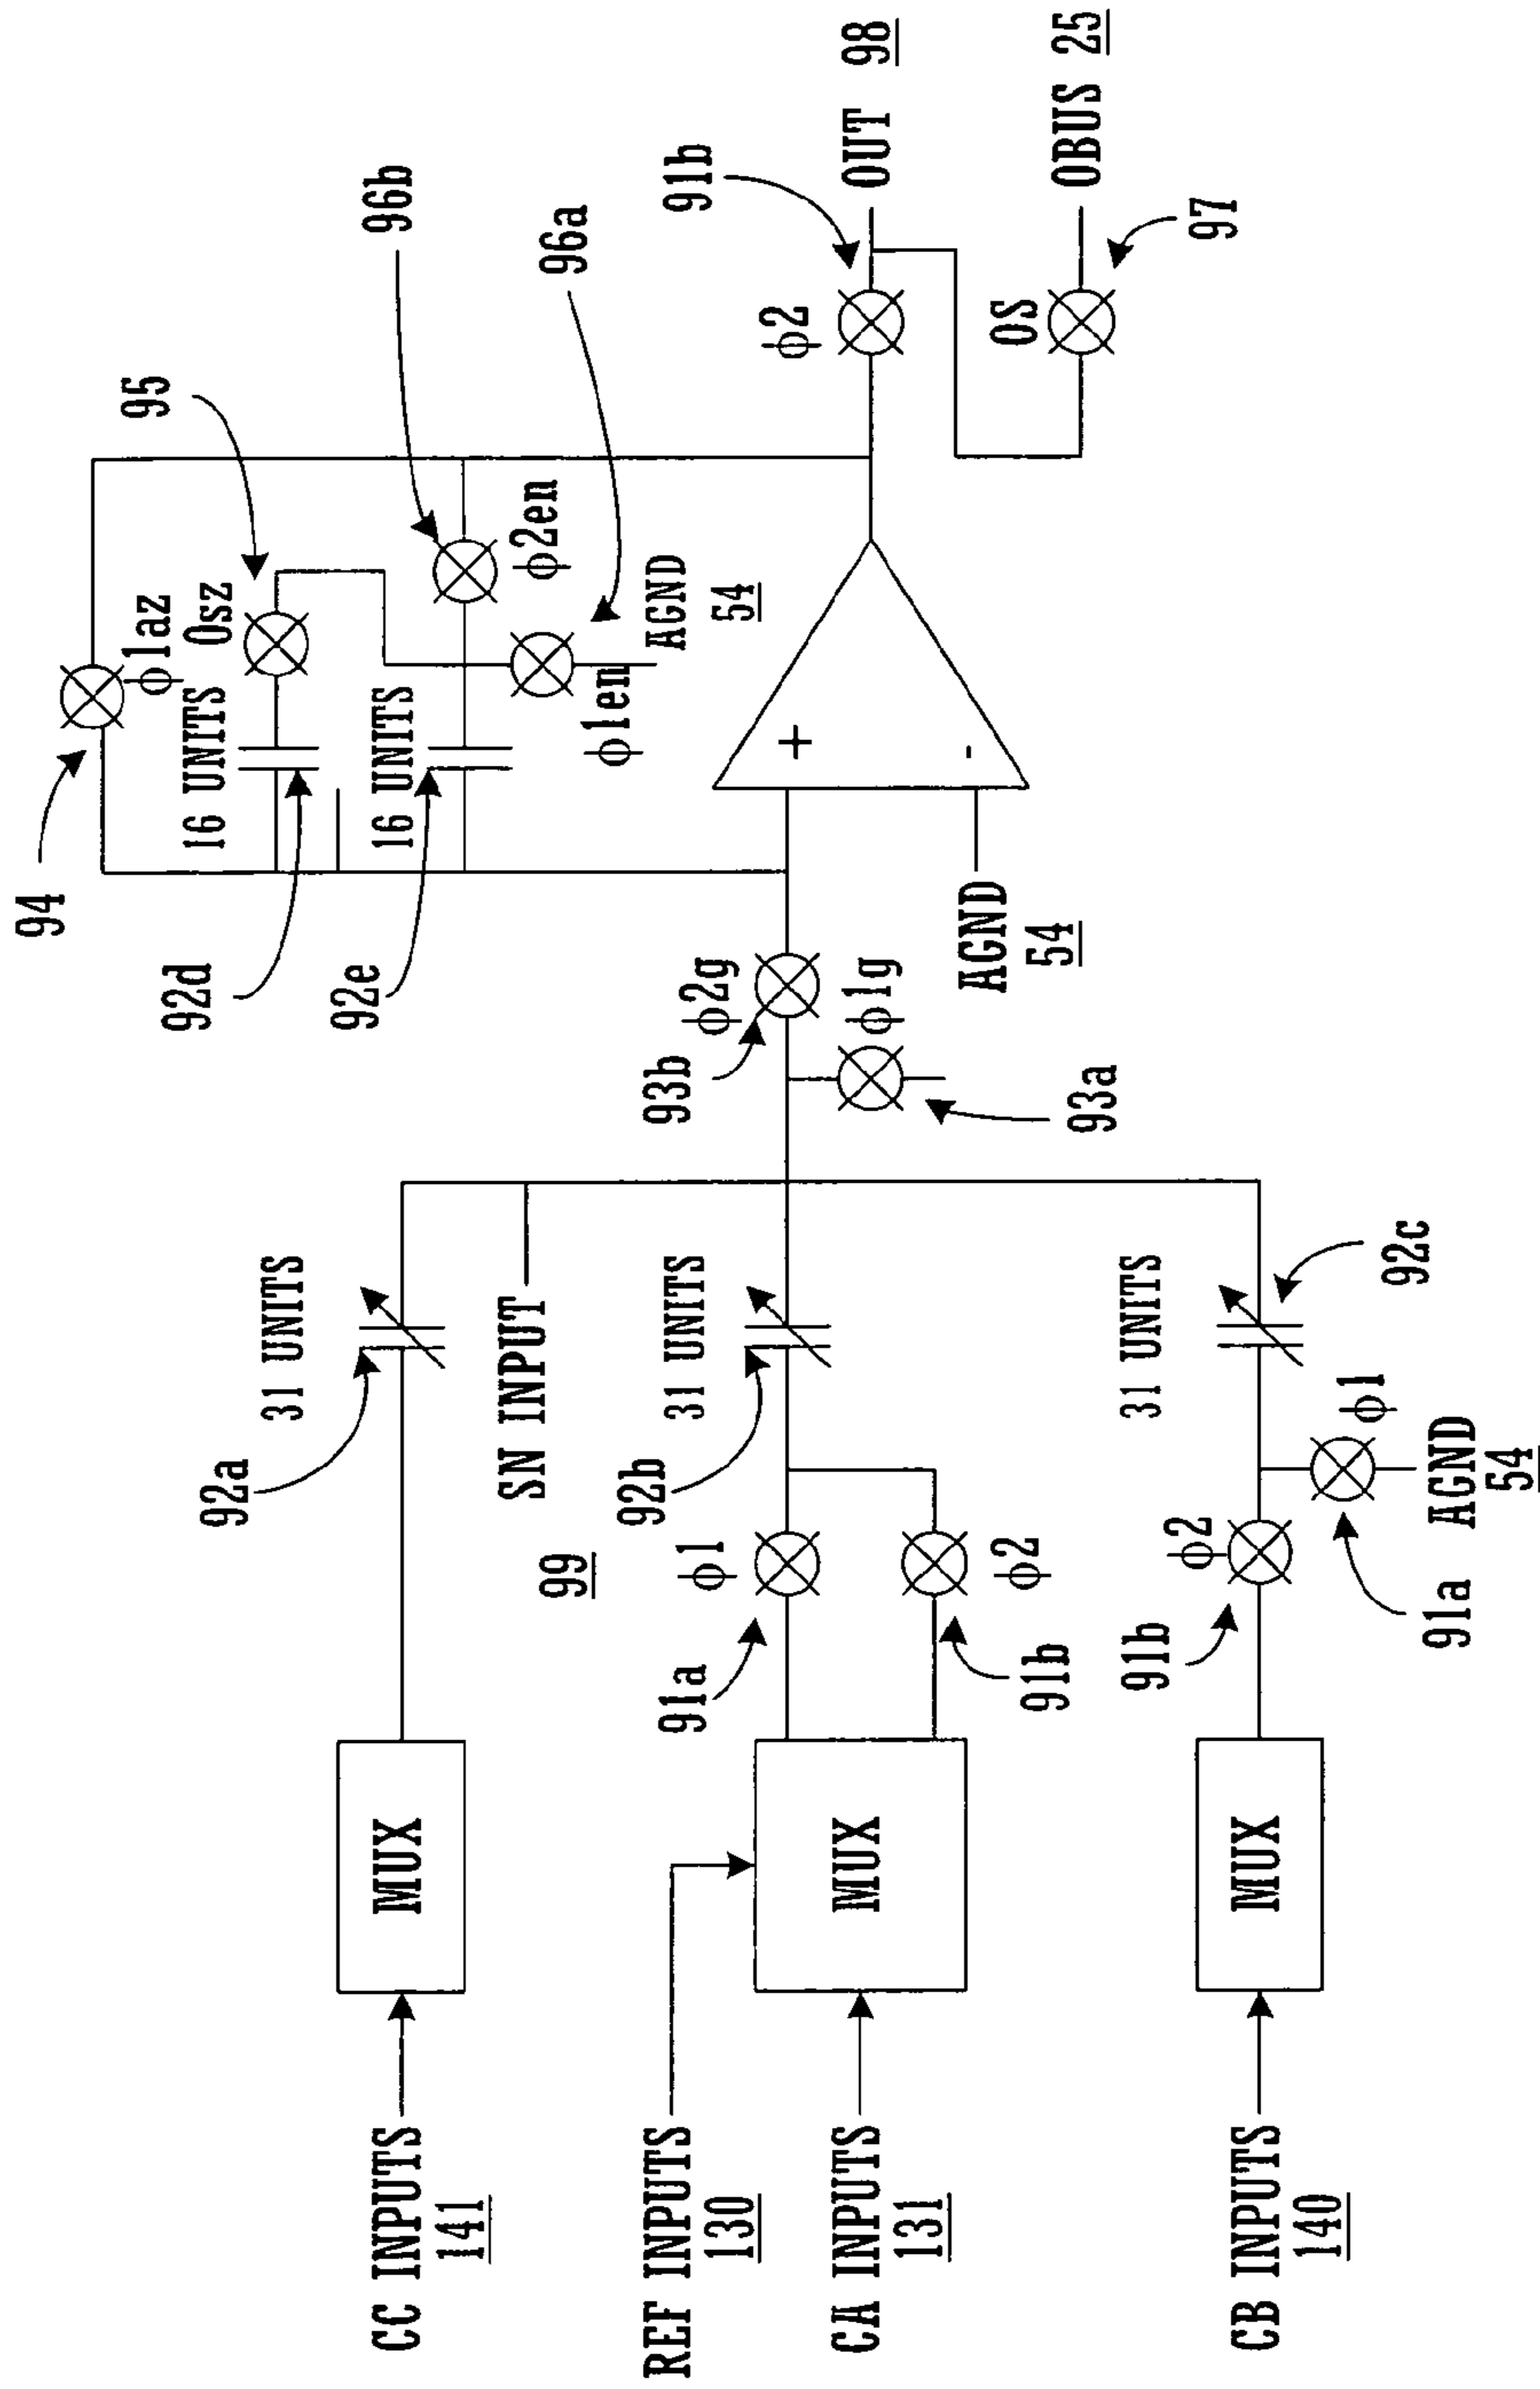 94
ϕ1az
16 UNITS
Osz
95
92d
16 UNITS
92e
96b
ϕ2en
96a
ϕ1en
AGND
54
31 UNITS
92a
CC INPUTS
141
MUX
SN INPUT
99
ϕ2g
93b
ϕ1g
93a
+
-
AGND
54
ϕ2
91b
OUT 98
OS
OBUS 25
97
REF INPUTS
130
CA INPUTS
131
MUX
ϕ1
91a
ϕ2
91b
31 UNITS
92b
CB INPUTS
140
MUX
ϕ2
91b
ϕ1
91a
AGND
54
31 UNITS
92c